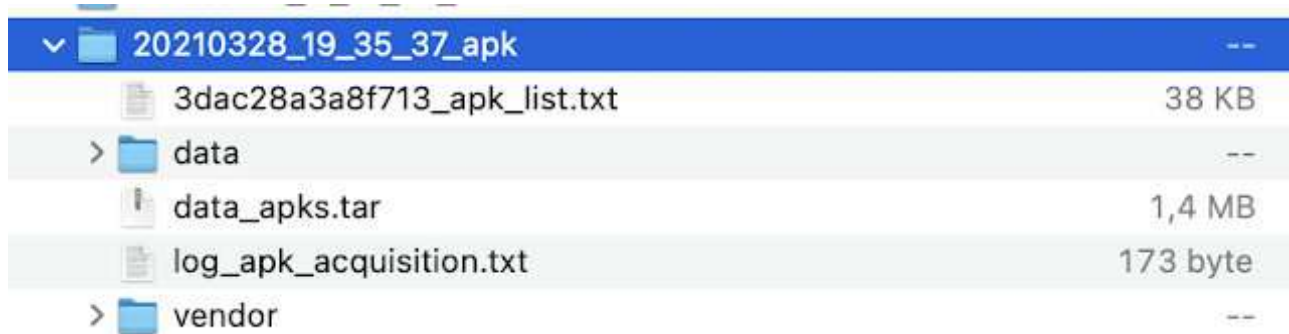 20210328_19_35_37_apk --
3dac28a3a8f713_apk_list.txt 38 KB
data --
data_apks.tar 1,4 MB
log_apk_acquisition.txt 173 byte
vendor --